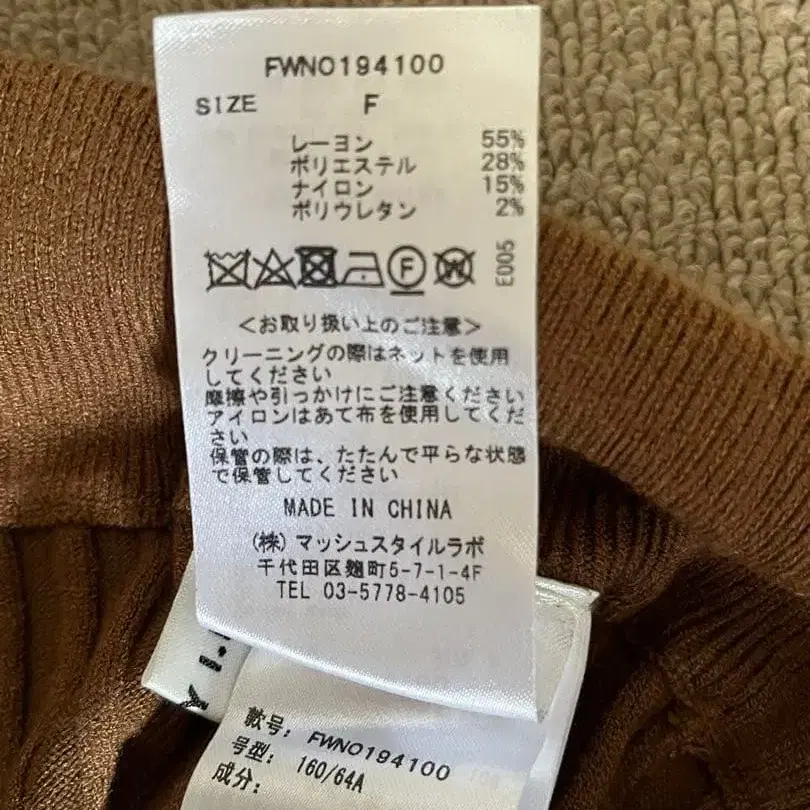 FWNO194100
SIZE F
レーヨン 55%
ポリエステル 28%
ナイロン 15%
ポリウレタン 2%
F W E005
＜お取り扱い上のご注意＞
クリーニングの際はネットを使用
してください
摩擦や引っかけにご注意ください
アイロンはあて布を使用してくだ
さい
保管の際は、たたんで平らな状態
で保管してください
MADE IN CHINA
(株) マッシュスタイルラボ
千代田区麹町5-7-1-4F
TEL 03-5778-4105
款号: FWNO194100
号型: 160/64A
成分: